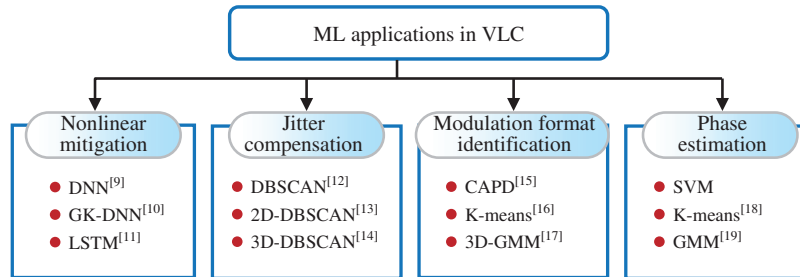 ML applications in VLC
Nonlinear
mitigation
DNN[9]
GK-DNN[10]
LSTM[11]
Jitter
compensation
DBSCAN[12]
2D-DBSCAN[13]
3D-DBSCAN[14]
Modulation format
identification
CAPD[15]
K-means[16]
3D-GMM[17]
Phase
estimation
SVM
K-means[18]
GMM[19]